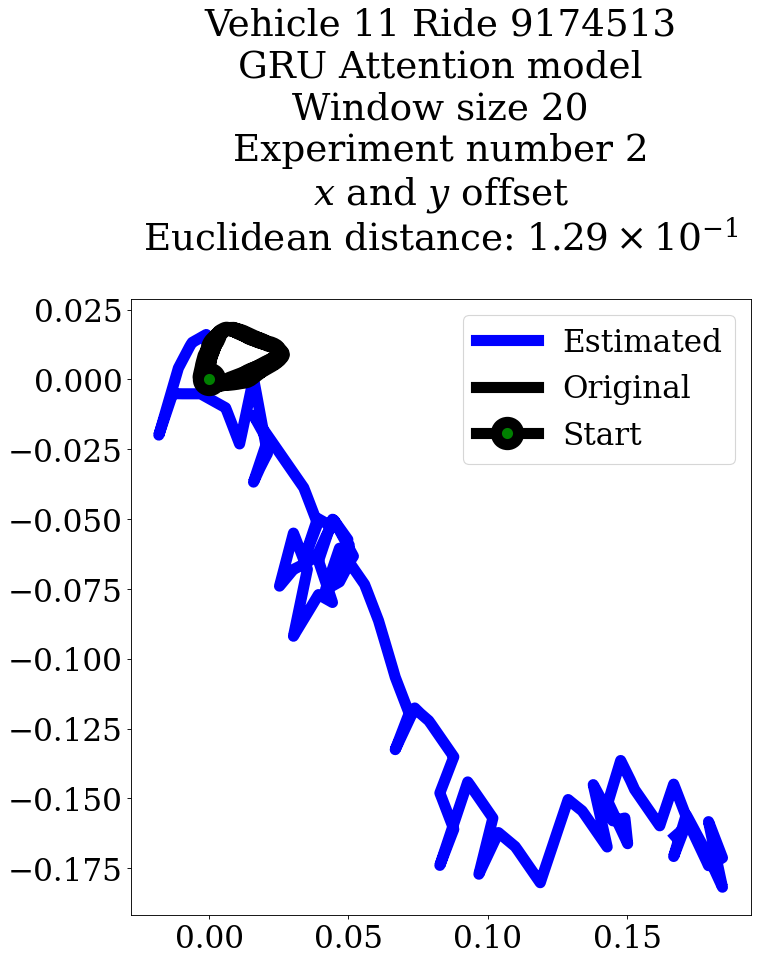 Vehicle 11 Ride 9174513
GRU Attention model
Window size 20
Experiment number 2
x and y offset
Euclidean distance: 1.29 × 10⁻¹
Estimated
Original
Start
0.025
0.000
−0.025
−0.050
−0.075
−0.100
−0.125
−0.150
−0.175
0.00 0.05 0.10 0.15